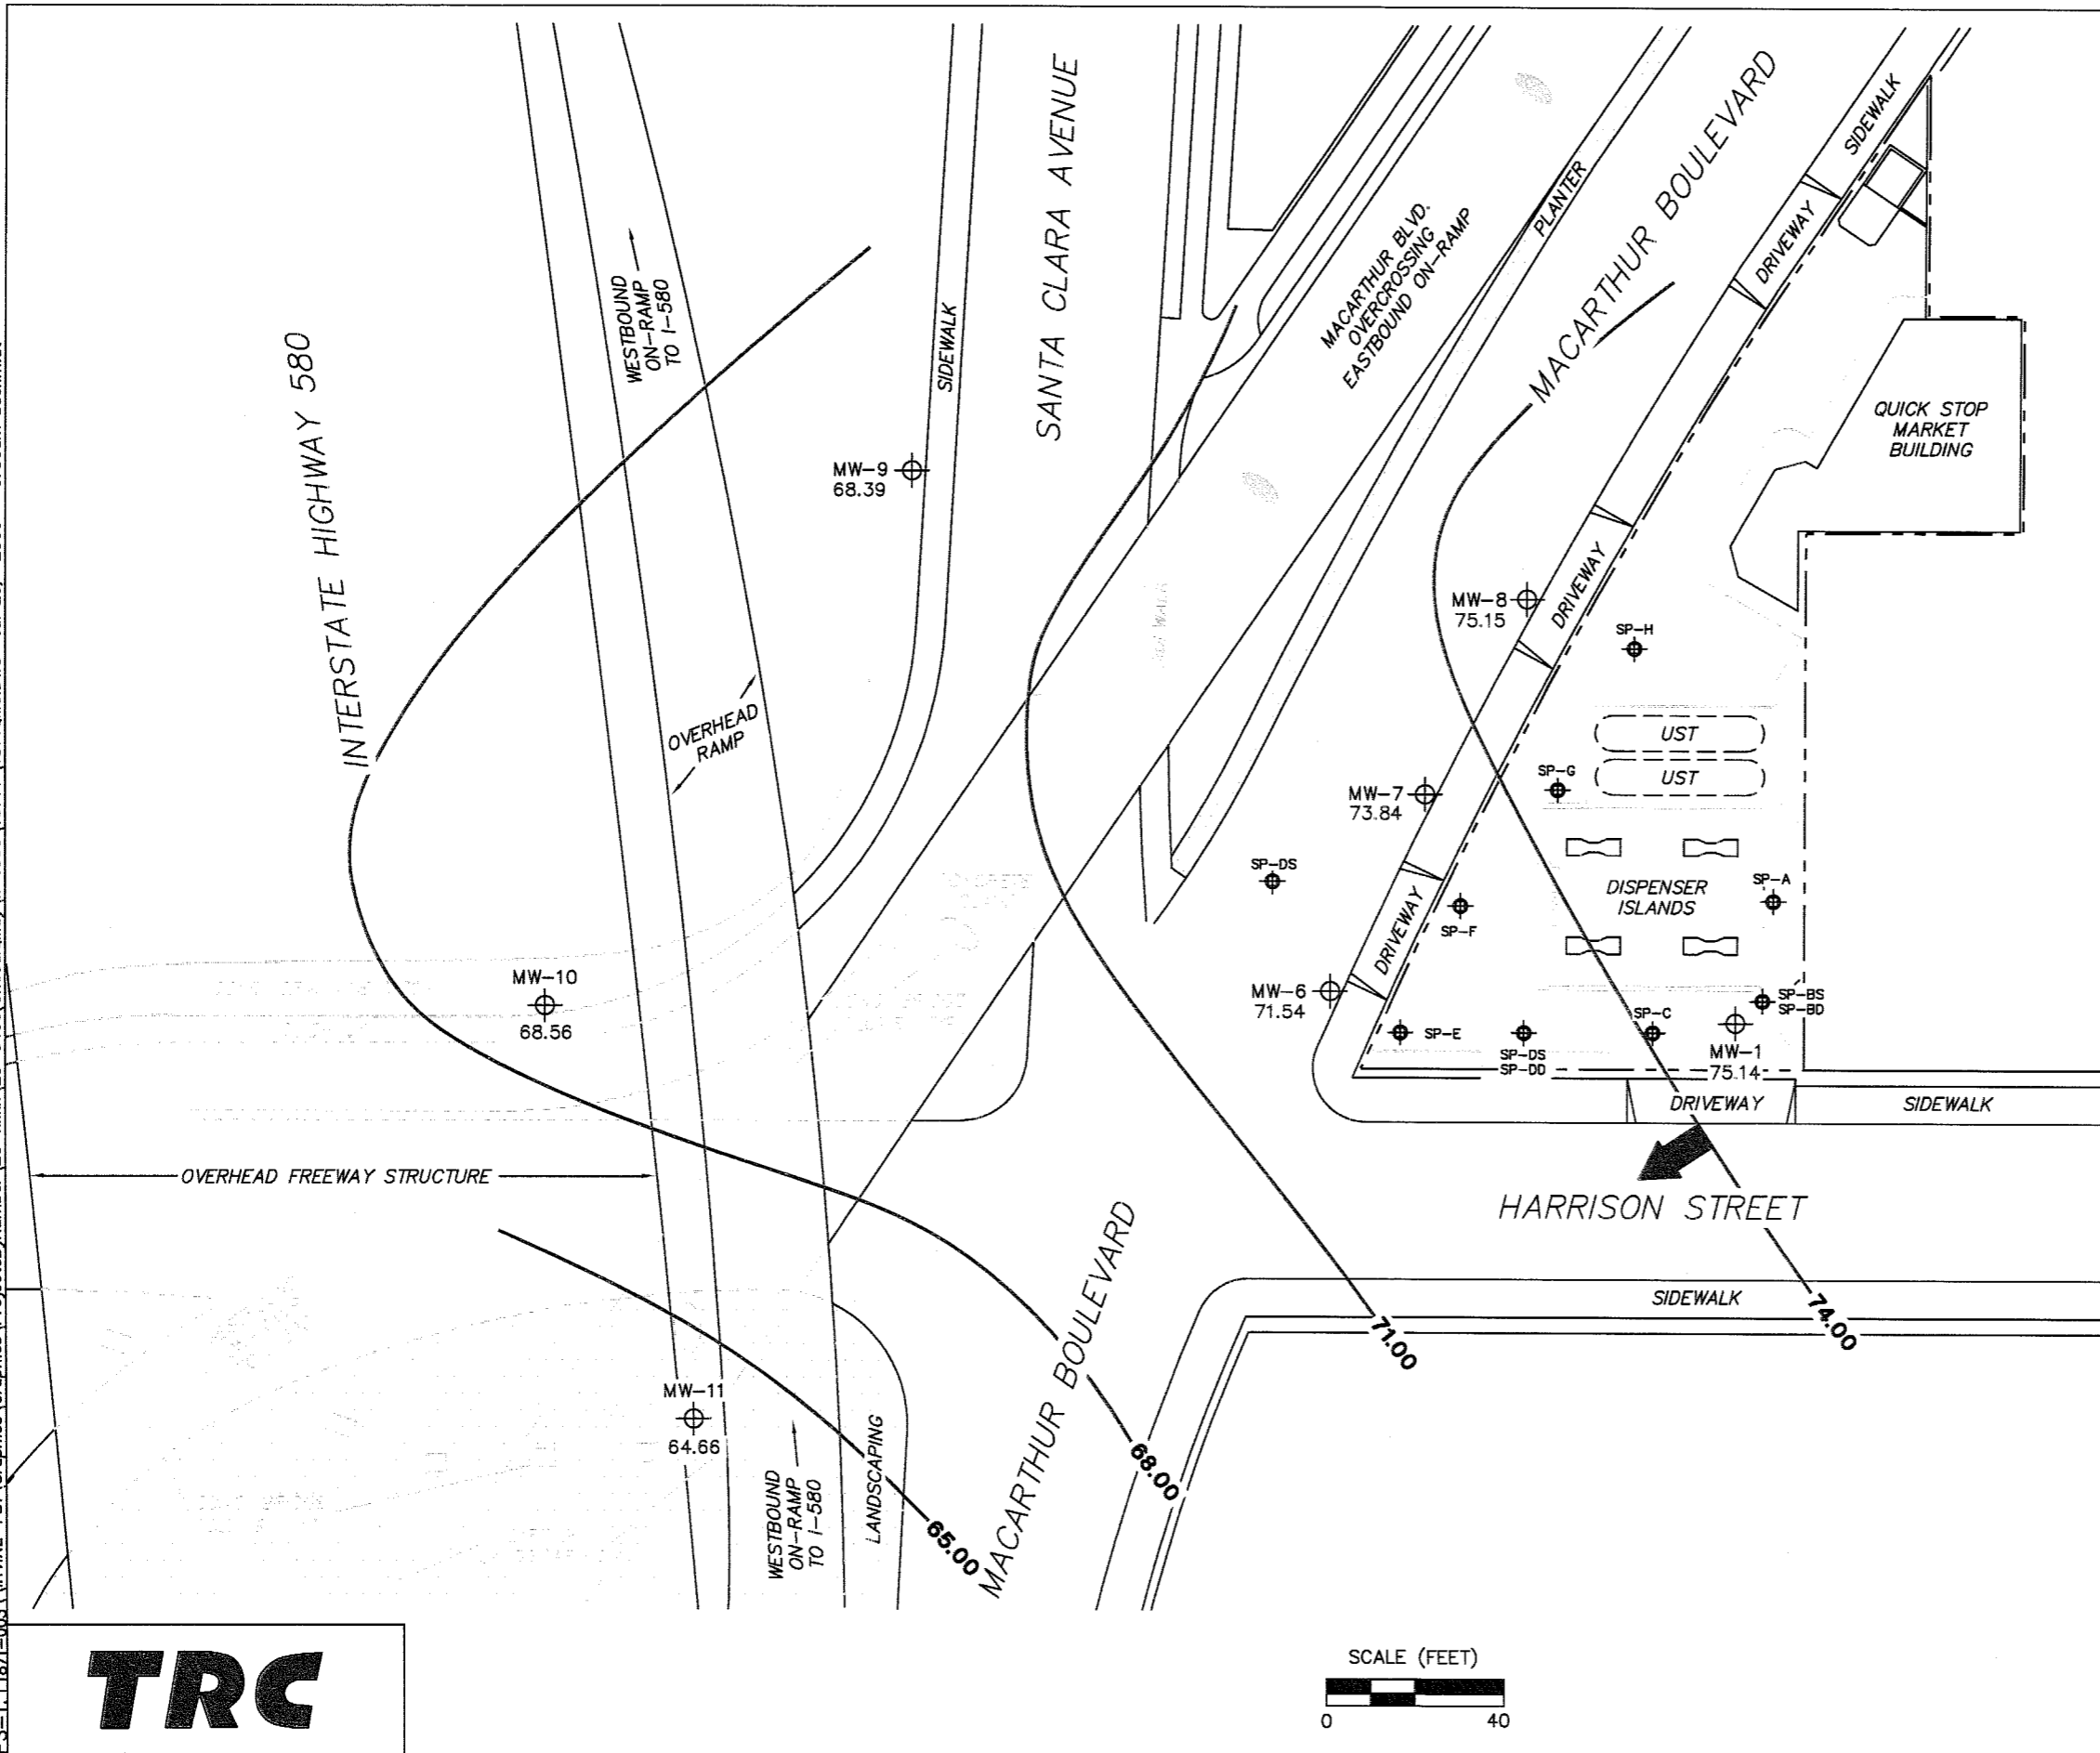 INTERSTATE HIGHWAY 580
WESTBOUND
ON-RAMP
TO I-580
SIDEWALK
SANTA CLARA AVENUE
MACARTHUR BLVD.
OVERCROSSING
EASTBOUND ON-RAMP
PLANTER
MACARTHUR BOULEVARD
SIDEWALK
DRIVEWAY
QUICK STOP
MARKET
BUILDING
MW-9
68.39
MW-8
75.15
DRIVEWAY
SP-H
OVERHEAD
RAMP
UST
UST
SP-G
MW-7
73.84
SP-DS
DRIVEWAY
SP-F
DISPENSER
ISLANDS
SP-A
MW-10
68.56
MW-6
71.54
SP-E
SP-DS
SP-DD
SP-C
SP-BS
SP-BD
MW-1
75.14
DRIVEWAY
SIDEWALK
OVERHEAD FREEWAY STRUCTURE
HARRISON STREET
SIDEWALK
74.00
71.00
68.00
65.00
MW-11
64.66
WESTBOUND
ON-RAMP
TO I-580
LANDSCAPING
MACARTHUR BOULEVARD
TRC
SCALE (FEET)
0 40